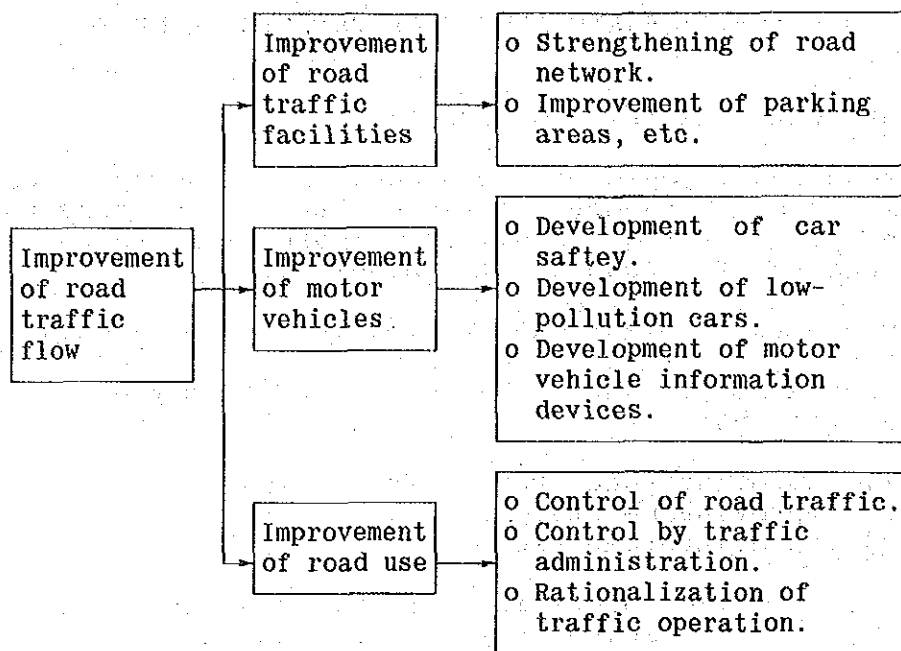 Improvement
of road
traffic
facilities
o Strengthening of road
network.
o Improvement of parking
areas, etc.
Improvement
of road
traffic
flow
Improvement
of motor
vehicles
o Development of car
saftey.
o Development of low-
pollution cars.
o Development of motor
vehicle information
devices.
Improvement
of road use
o Control of road traffic.
o Control by traffic
administration.
o Rationalization of
traffic operation.